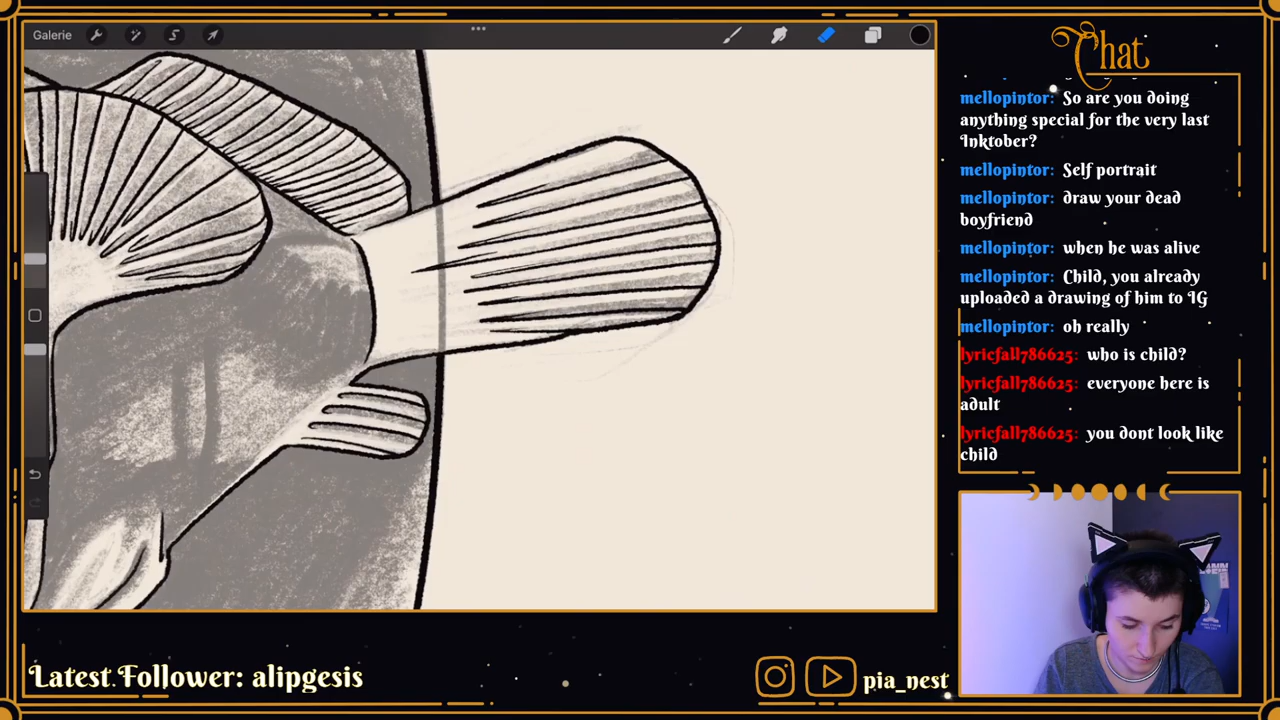 Galerie
Chat
mellopintor: So are you doing
anything special for the very last
Inktober?
mellopintor: Self portrait
mellopintor: draw your dead
boyfriend
mellopintor: when he was alive
mellopintor: Child, you already
uploaded a drawing of him to IG
mellopintor: oh really
lyricfall786625: who is child?
lyricfall786625: everyone here is
adult
lyricfall786625: you dont look like
child
Latest Follower: alipgesis
pia_nest